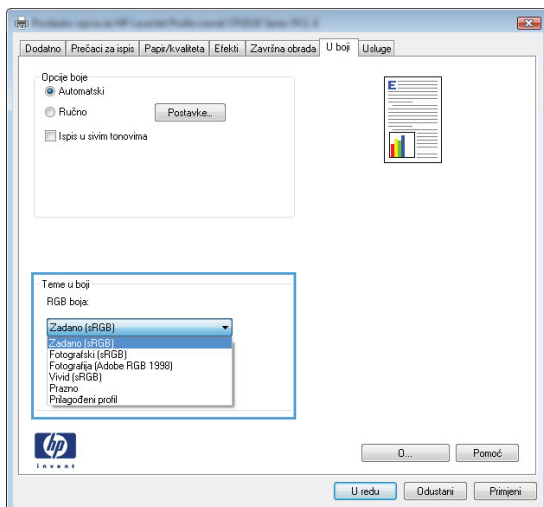 Dodatno Prečaci za ispis Papir/kvaliteta Efekti Završna obrada U boji Usluge
Opcije boje
Automatski
Ručno Postavke...
Ispis u sivim tonovima
E
Teme u boji
RGB boja:
Zadano (sRGB)
Zadano (sRGB)
Fotografski (sRGB)
Fotografija (Adobe RGB 1998)
Vivid (sRGB)
Prazno
Prilagođeni profil
hp
invent
O... Pomoć
U redu Odustani Primjeni